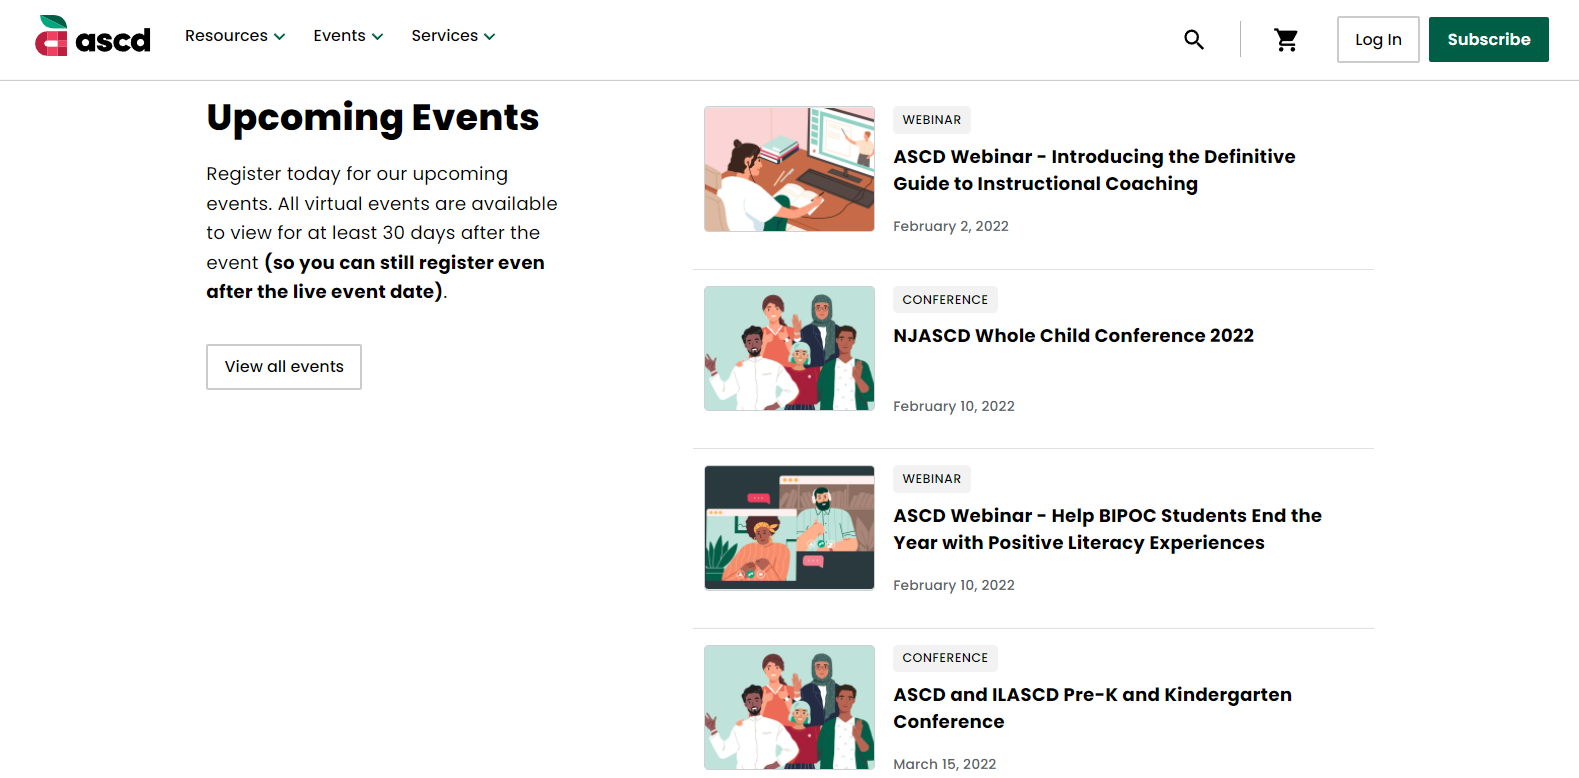 ascd
Resources
Events
Services
Log In
Subscribe
Upcoming Events
Register today for our upcoming
events. All virtual events are available
to view for at least 30 days after the
event (so you can still register even
after the live event date).
View all events
WEBINAR
ASCD Webinar - Introducing the Definitive
Guide to Instructional Coaching
February 2, 2022
CONFERENCE
NJASCD Whole Child Conference 2022
February 10, 2022
WEBINAR
ASCD Webinar - Help BIPOC Students End the
Year with Positive Literacy Experiences
February 10, 2022
CONFERENCE
ASCD and ILASCD Pre-K and Kindergarten
Conference
March 15, 2022